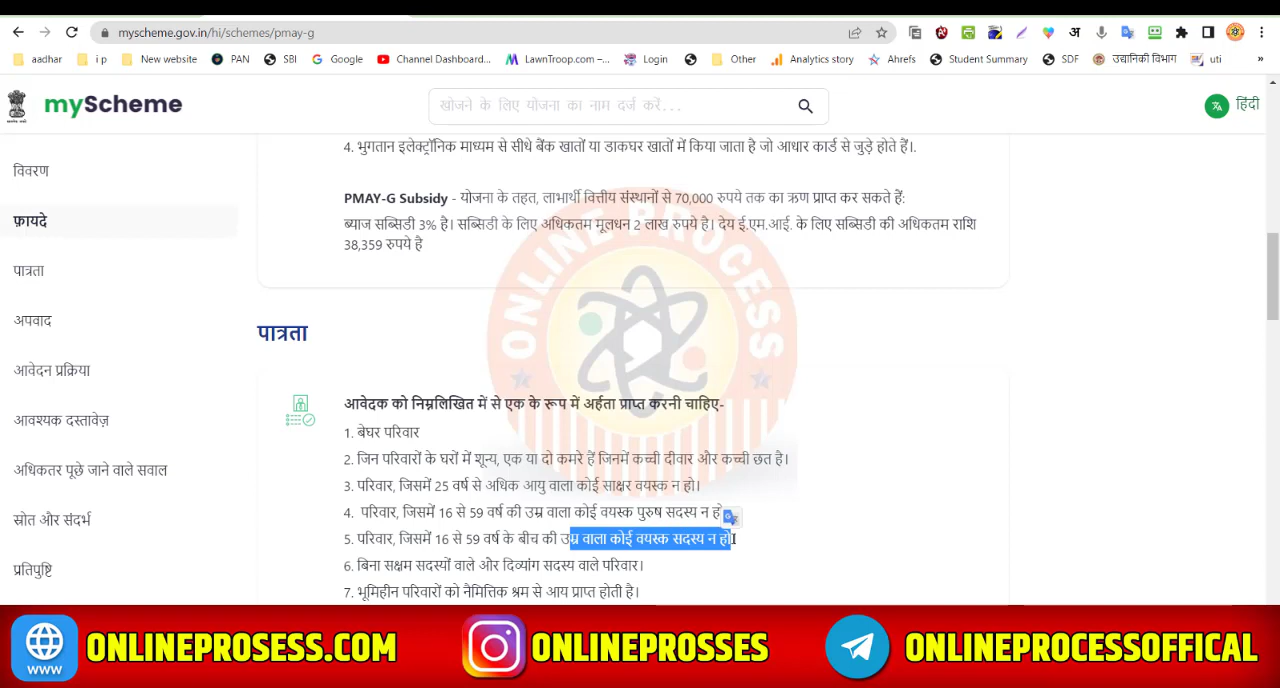 myscheme.gov.in/hi/schemes/pmay-g
aadhar
i p
New website
PAN
SBI
Google
Channel Dashboard...
LawnTroop.com –...
Login
Other
Analytics story
Ahrefs
Student Summary
SDF
उद्यानिकी विभाग
uti
»
myScheme
खोजने के लिए योजना का नाम दर्ज करें...
हिंदी
विवरण
फ़ायदे
पात्रता
अपवाद
आवेदन प्रक्रिया
आवश्यक दस्तावेज़
अधिकतर पूछे जाने वाले सवाल
स्रोत और संदर्भ
प्रतिपुष्टि
4. भुगतान इलेक्ट्रॉनिक माध्यम से सीधे बैंक खातों या डाकघर खातों में किया जाता है जो आधार कार्ड से जुड़े होते हैं।.
PMAY-G Subsidy - योजना के तहत, लाभार्थी वित्तीय संस्थानों से 70,000 रुपये तक का ऋण प्राप्त कर सकते हैं:
ब्याज सब्सिडी 3% है। सब्सिडी के लिए अधिकतम मूलधन 2 लाख रुपये है। देय ई.एम.आई. के लिए सब्सिडी की अधिकतम राशि
38,359 रुपये है
पात्रता
आवेदक को निम्नलिखित में से एक के रूप में अर्हता प्राप्त करनी चाहिए-
1. बेघर परिवार
2. जिन परिवारों के घरों में शून्य, एक या दो कमरे हैं जिनमें कच्ची दीवार और कच्ची छत है।
3. परिवार, जिसमें 25 वर्ष से अधिक आयु वाला कोई साक्षर वयस्क न हो।
4. परिवार, जिसमें 16 से 59 वर्ष की उम्र वाला कोई वयस्क पुरुष सदस्य न हो
5. परिवार, जिसमें 16 से 59 वर्ष के बीच की उम्र वाला कोई वयस्क सदस्य न हो
6. बिना सक्षम सदस्यों वाले और दिव्यांग सदस्य वाले परिवार।
7. भूमिहीन परिवारों को नैमित्तिक श्रम से आय प्राप्त होती है।
ONLINE PROCESS
WWW
ONLINEPROSESS.COM
ONLINEPROSSES
ONLINEPROCESSOFFICAL